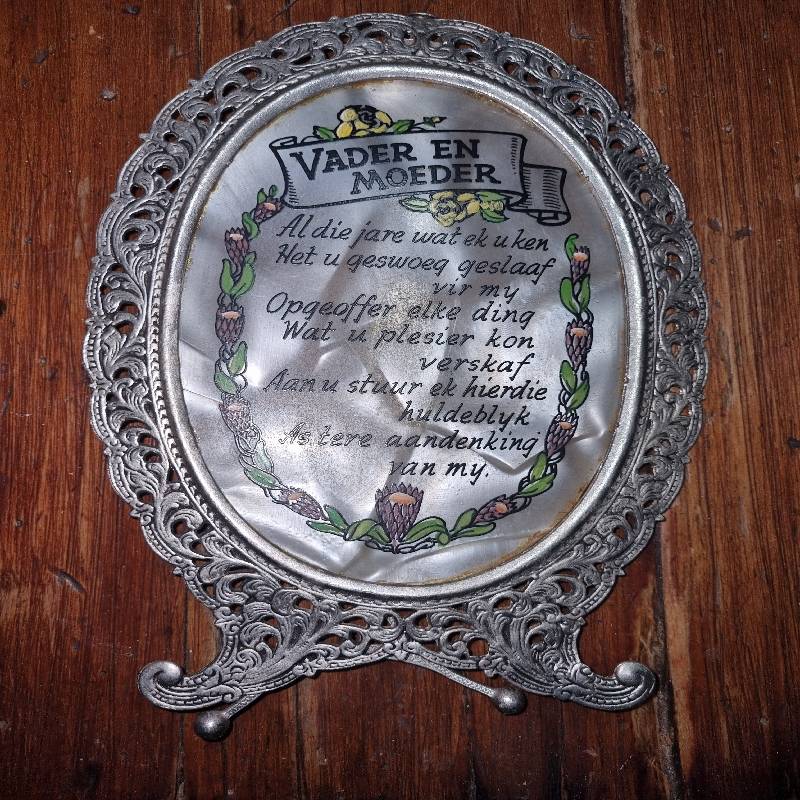 VADER EN
MOEDER
Al die jare wat ek u ken
Het u geswoeg geslaaf
vir my
Opgeoffer elke ding
Wat u plesier kon
verskaf
Aan u stuur ek hierdie
huldeblyk
As tere aandenking
van my.